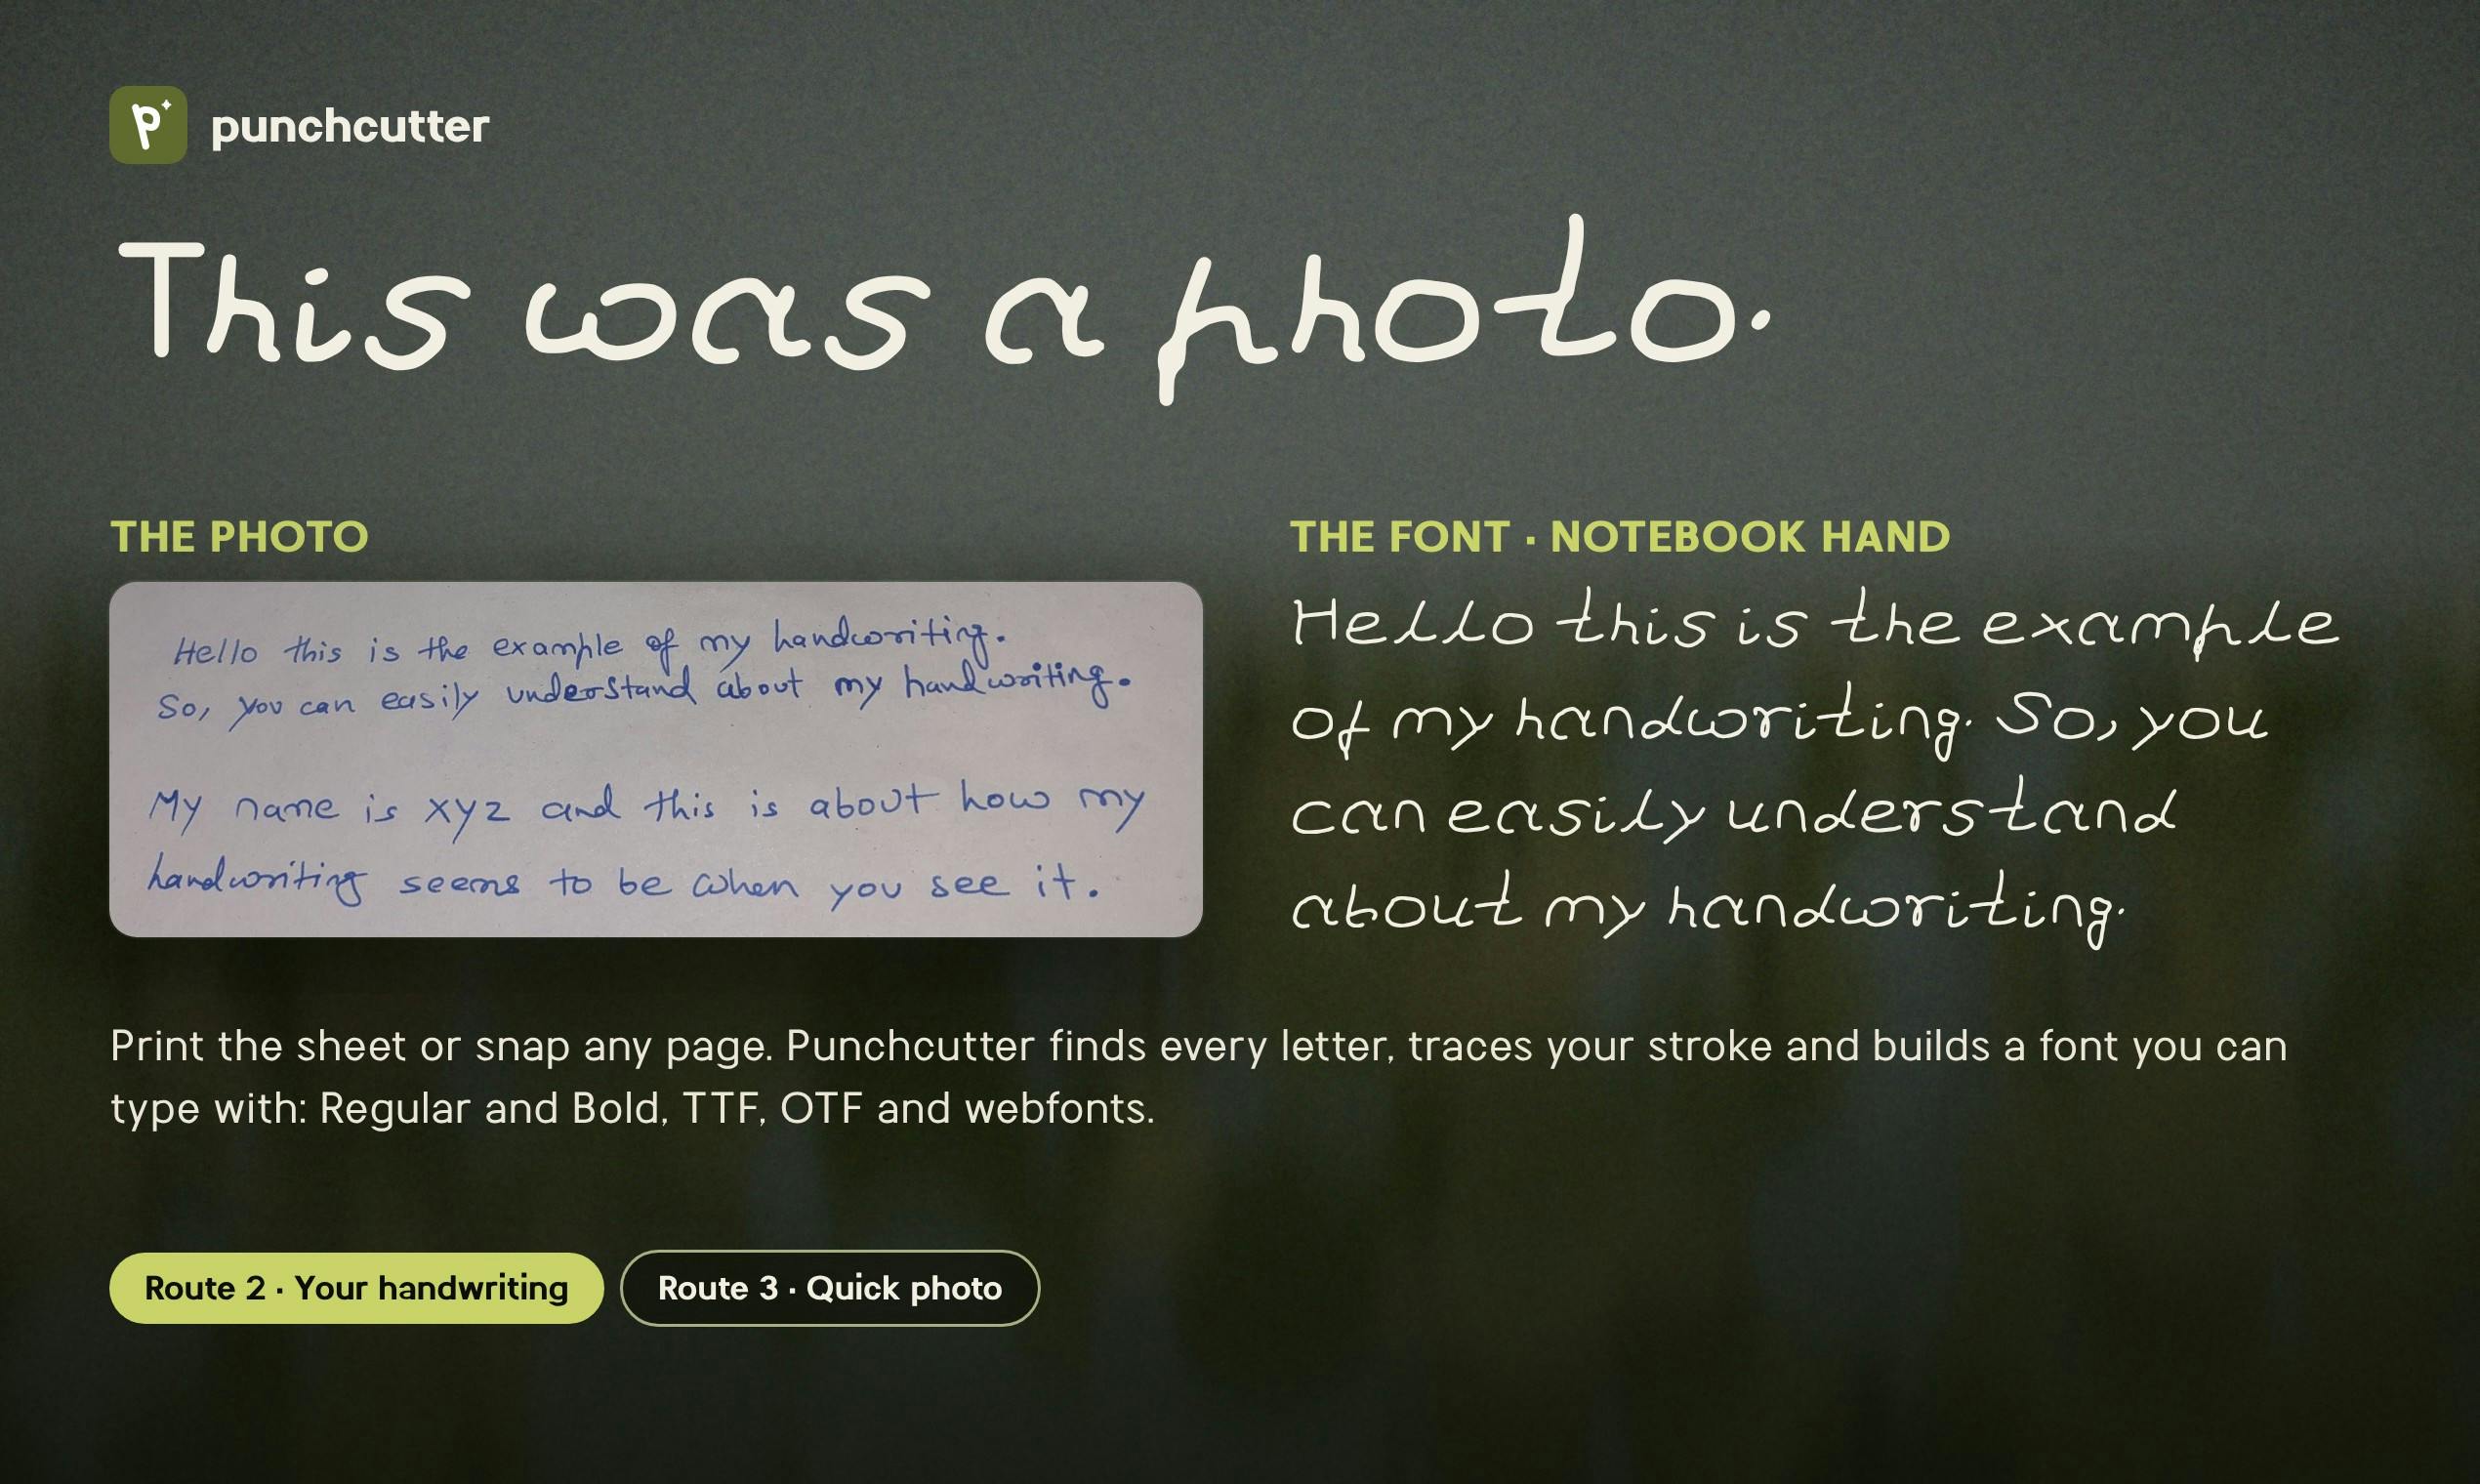 punchcutter
This was a photo.
THE PHOTO
Hello this is the example of my handwriting.
So, you can easily understand about my handwriting.
My name is xyz and this is about how my
handwriting seems to be when you see it.
THE FONT · NOTEBOOK HAND
Hello this is the example
of my handwriting. So, you
can easily understand
about my handwriting.
Print the sheet or snap any page. Punchcutter finds every letter, traces your stroke and builds a font you can
type with: Regular and Bold, TTF, OTF and webfonts.
Route 2 · Your handwriting
Route 3 · Quick photo